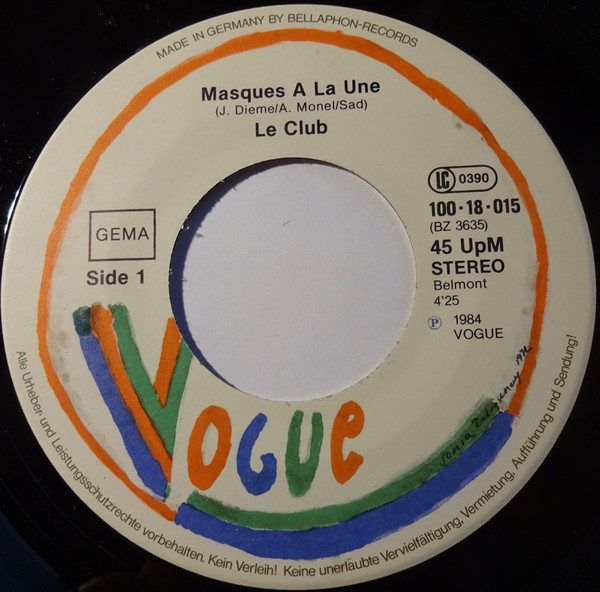 MADE IN GERMANY BY BELLAPHON-RECORDS
Masques A La Une
(J. Dieme/A. Monel/Sad)
Le Club
LC 0390
100·18·015
(BZ 3635)
GEMA
45 UpM
Side 1
STEREO
Belmont
4'25
P 1984
VOGUE
VOGUE
sonia Delaunay
Alle Urheber- und Leistungsschutzrechte vorbehalten. Kein Verleih! Keine unerlaubte Vervielfältigung, Vermietung, Aufführung und Sendung!